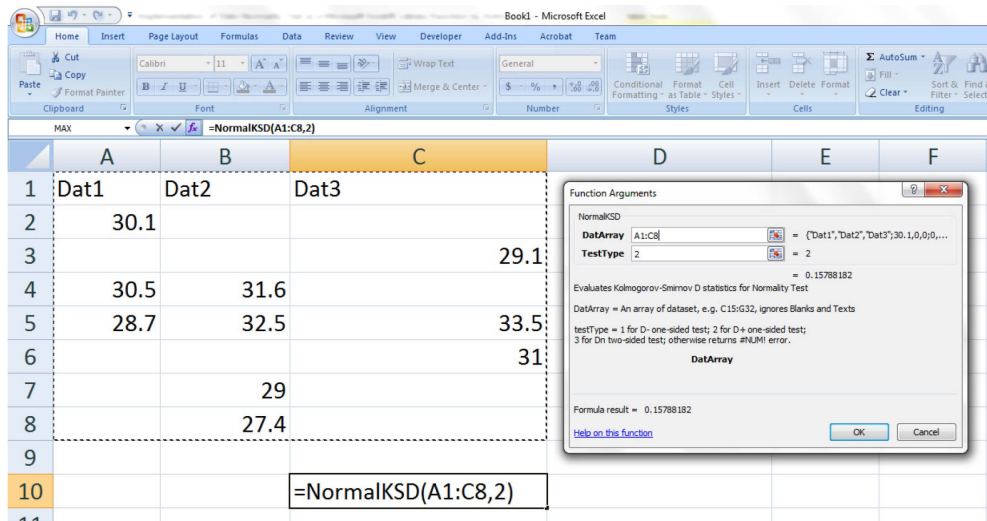 Book1 - Microsoft Excel
Home Insert Page Layout Formulas Data Review View Developer Add-Ins Acrobat Team
Paste
Cut
Copy
Format Painter
Clipboard
Calibri 11 A A
B I U A
Font
Wrap Text
Merge & Center
Alignment
General
$ % , .0 .00 .00 .0
Number
Conditional Formatting
Format as Table
Cell Styles
Styles
Insert Delete Format
Cells
Σ AutoSum
Fill
Clear
Sort & Filter
Find &
Select
Editing
MAX fx =NormalKSD(A1:C8,2)
A B C D E F
1 Dat1 Dat2 Dat3
2 30.1
3 29.1
4 30.5 31.6
5 28.7 32.5 33.5
6 31
7 29
8 27.4
9
10 =NormalKSD(A1:C8,2)
11
Function Arguments
NormalKSD
DatArray A1:C8 = {"Dat1","Dat2","Dat3";30.1,0,0;0,...
TestType 2 = 2
= 0.15788182
Evaluates Kolmogorov-Smirnov D statistics for Normality Test
DatArray = An array of dataset, e.g. C15:G32, ignores Blanks and Texts
testType = 1 for D- one-sided test; 2 for D+ one-sided test;
3 for Dn two-sided test; otherwise returns #NUM! error.
DatArray
Formula result = 0.15788182
Help on this function
OK Cancel